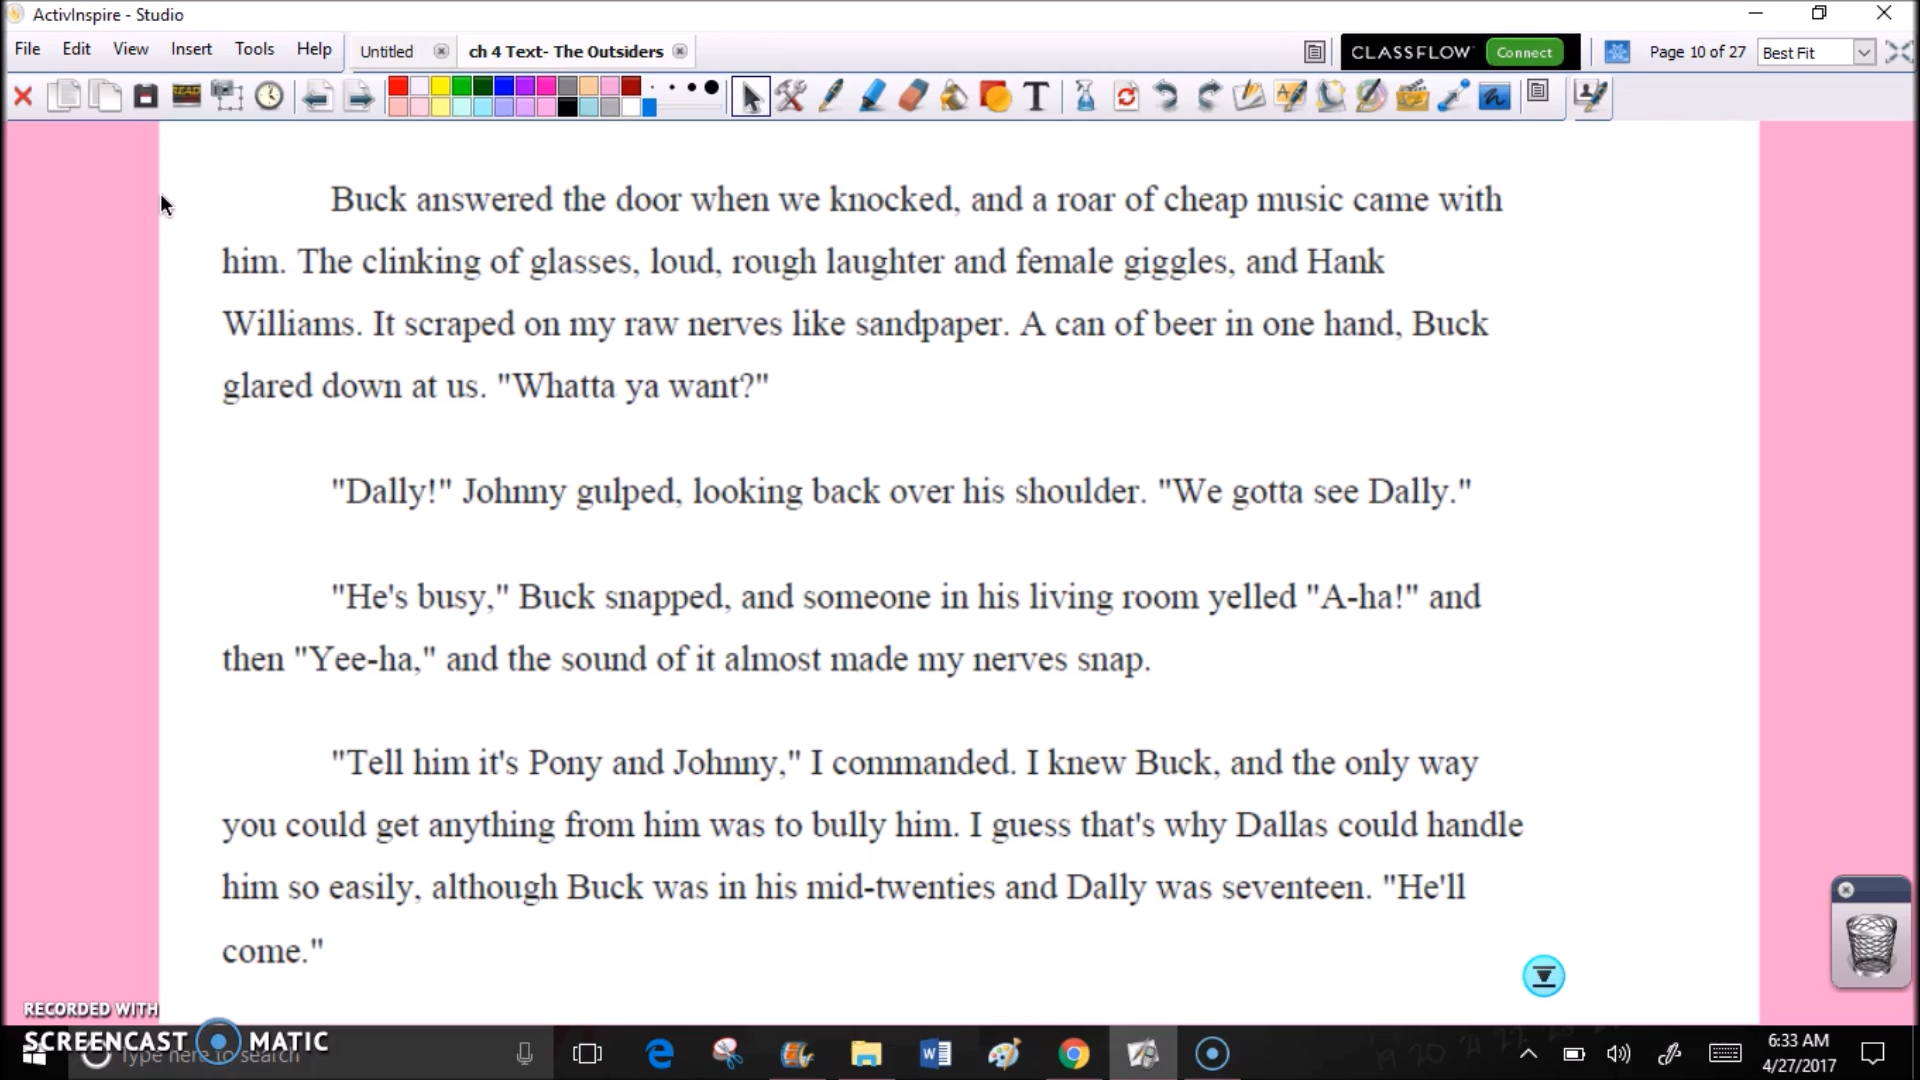 ActivInspire - Studio
File Edit View Insert Tools Help Untitled ch 4 Text- The Outsiders CLASSFLOW Connect Page 10 of 27 Best Fit
Buck answered the door when we knocked, and a roar of cheap music came with
him. The clinking of glasses, loud, rough laughter and female giggles, and Hank
Williams. It scraped on my raw nerves like sandpaper. A can of beer in one hand, Buck
glared down at us. "Whatta ya want?"
"Dally!" Johnny gulped, looking back over his shoulder. "We gotta see Dally."
"He's busy," Buck snapped, and someone in his living room yelled "A-ha!" and
then "Yee-ha," and the sound of it almost made my nerves snap.
"Tell him it's Pony and Johnny," I commanded. I knew Buck, and the only way
you could get anything from him was to bully him. I guess that's why Dallas could handle
him so easily, although Buck was in his mid-twenties and Dally was seventeen. "He'll
come."
RECORDED WITH
SCREENCAST MATIC
Type here to search
6:33 AM
4/27/2017